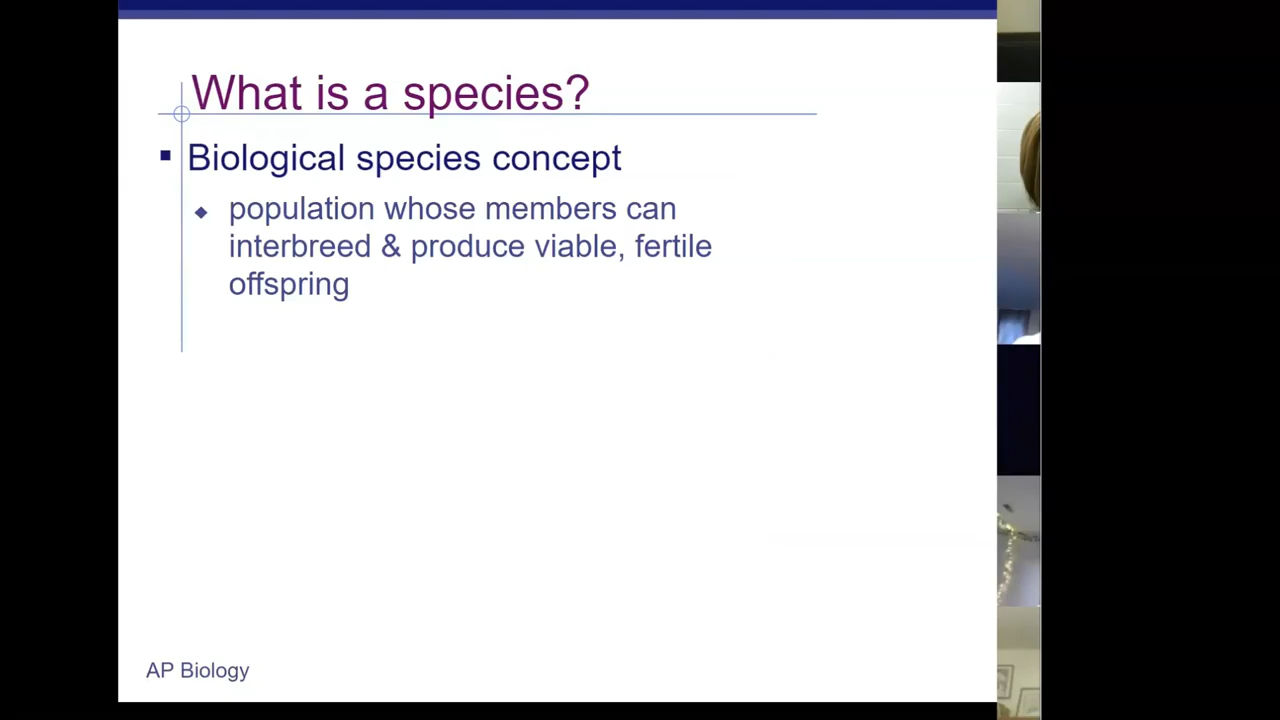 What is a species?
Biological species concept
population whose members can
interbreed & produce viable, fertile
offspring
AP Biology